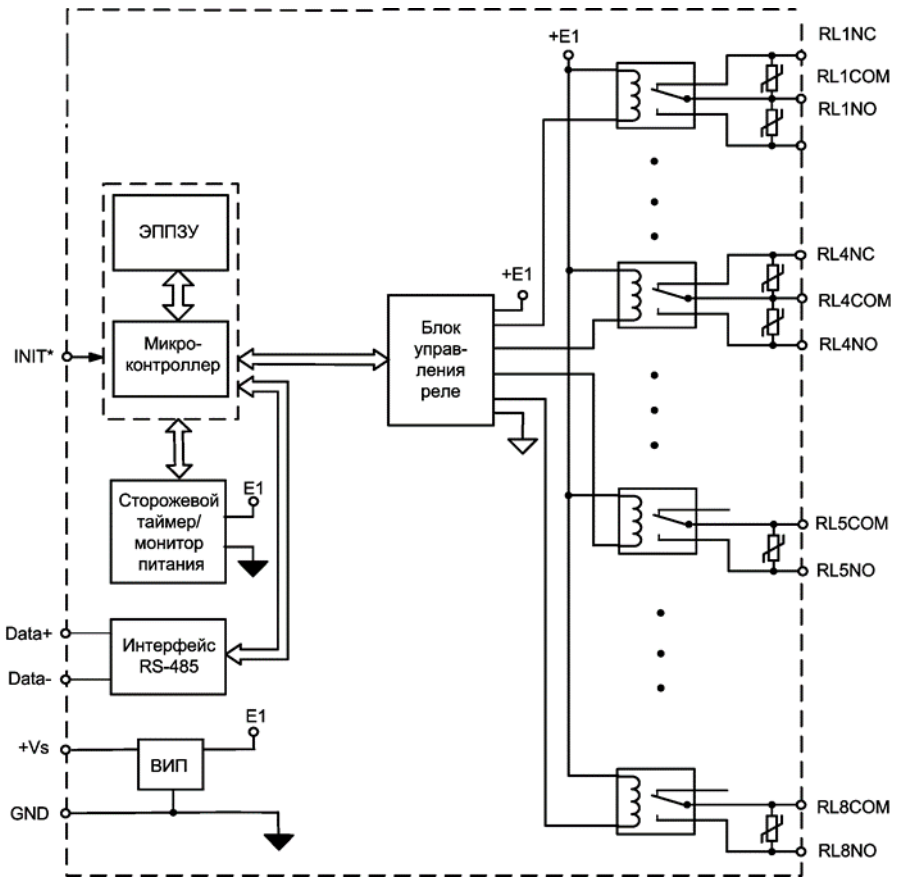 +E1
RL1NC
RL1COM
RL1NO
ЭППЗУ
+E1
RL4NC
RL4COM
RL4NO
INIT*
Микро-
контроллер
Блок
управ-
ления
реле
Сторожевой
таймер/
монитор
питания
E1
RL5COM
RL5NO
Data+
Data-
Интерфейс
RS-485
E1
+Vs
ВИП
GND
RL8COM
RL8NO